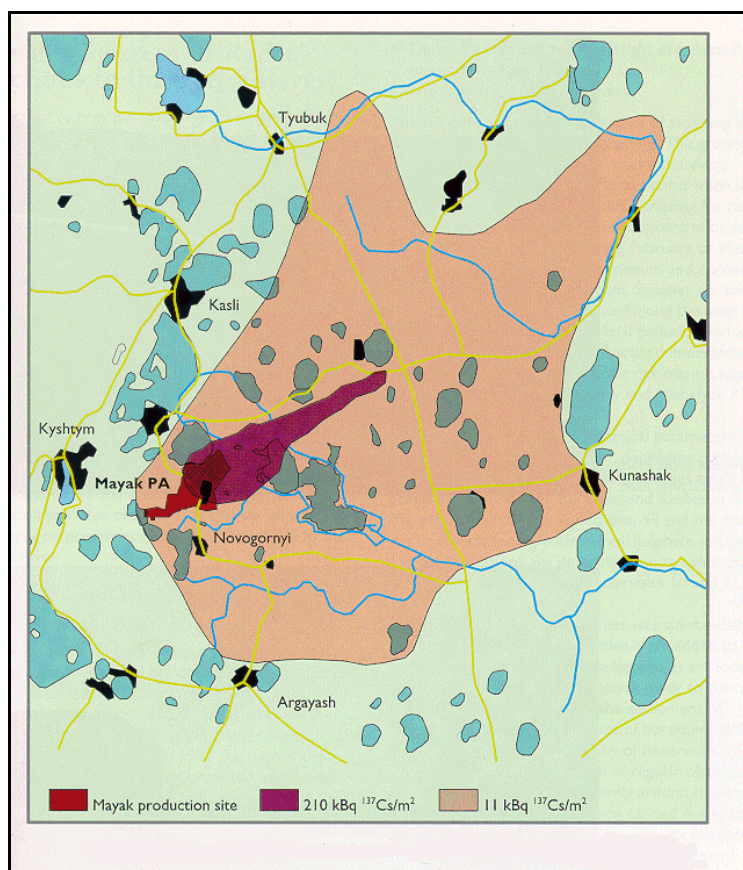 Tyubuk
Kasli
Kyshtym
Mayak PA
Kunashak
Novogornyi
Argayash
Mayak production site
210 kBq ¹³⁷Cs/m²
11 kBq ¹³⁷Cs/m²